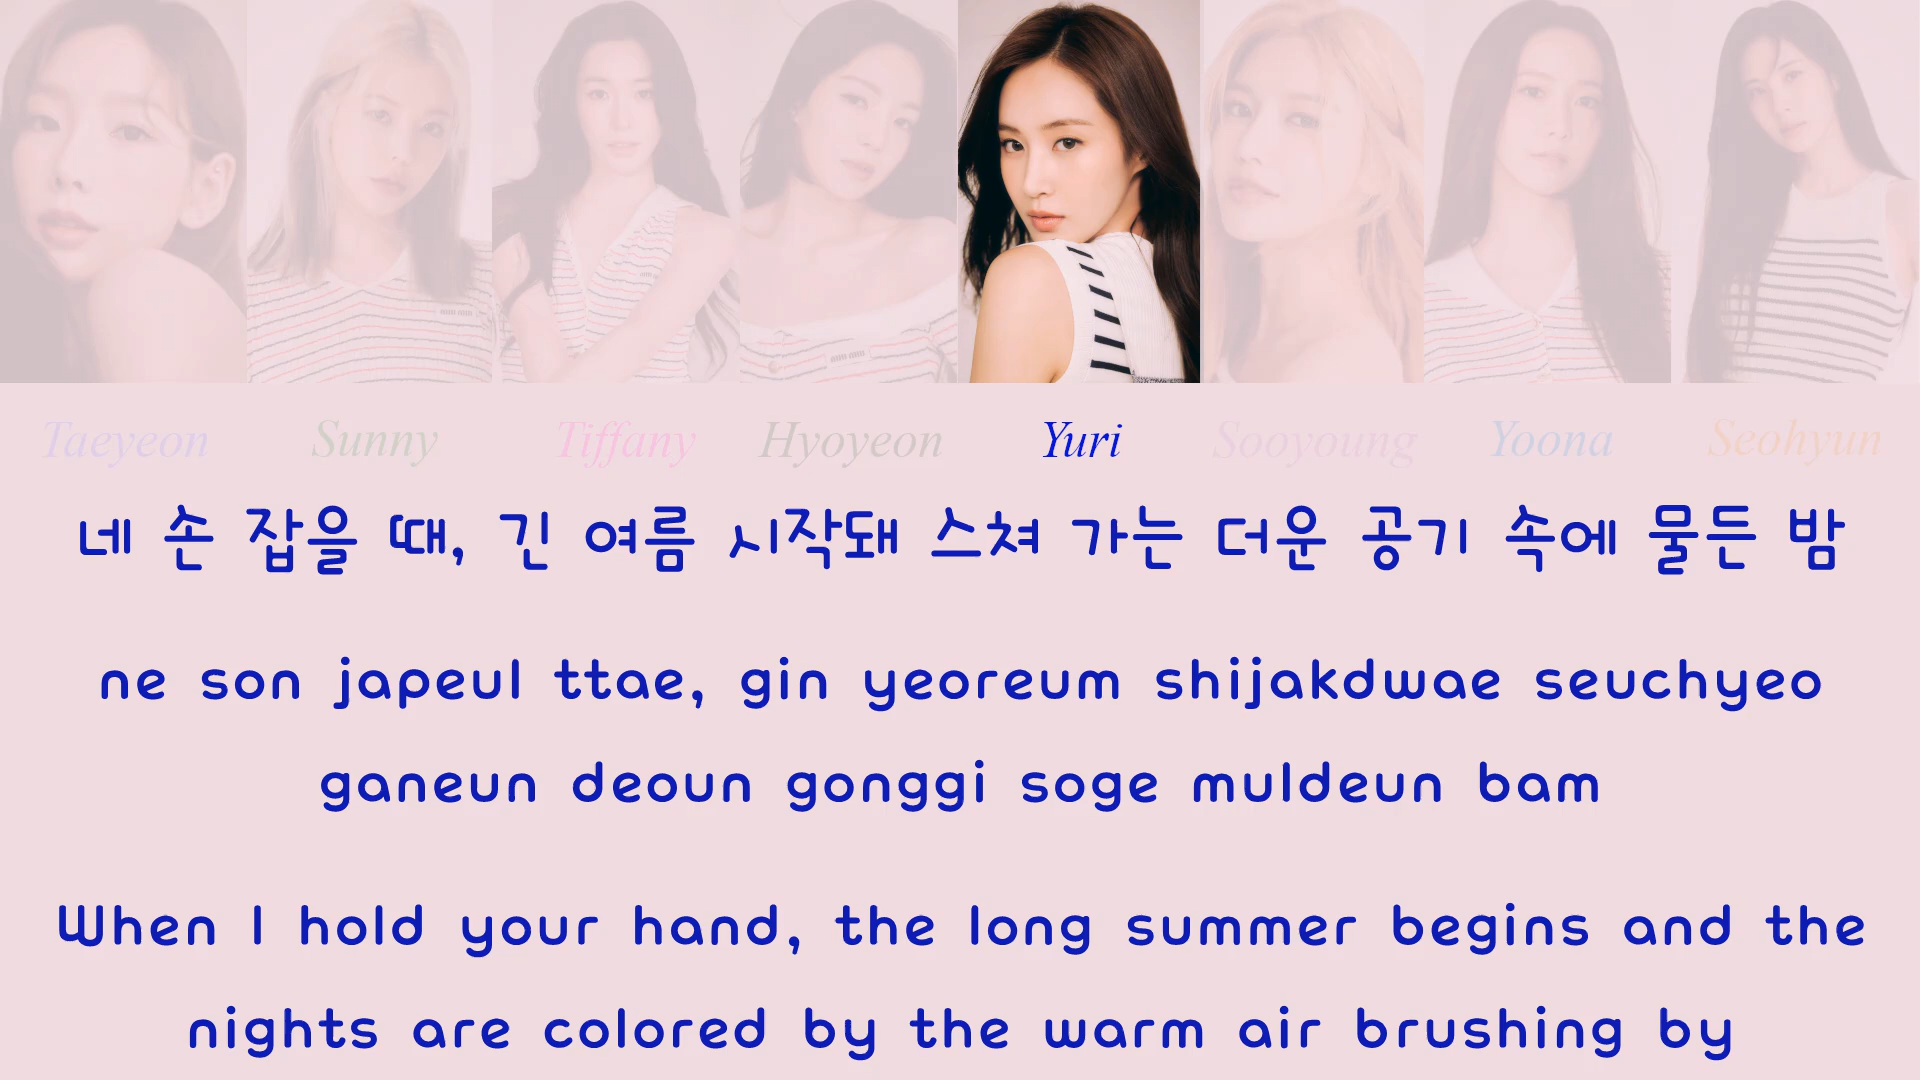 Taeyeon Sunny Tiffany Hyoyeon Yuri Sooyoung Yoona Seohyun
네 손 잡을 때, 긴 여름 시작돼 스쳐 가는 더운 공기 속에 물든 밤
ne son japeul ttae, gin yeoreum shijakdwae seuchyeo
ganeun deoun gonggi soge muldeun bam
When I hold your hand, the long summer begins and the
nights are colored by the warm air brushing by